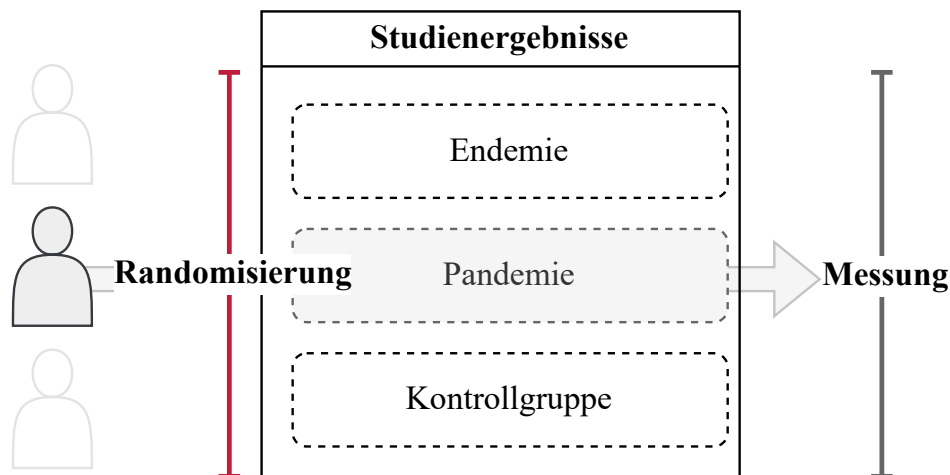 Studienergebnisse
Endemie
Randomisierung
Pandemie
Messung
Kontrollgruppe